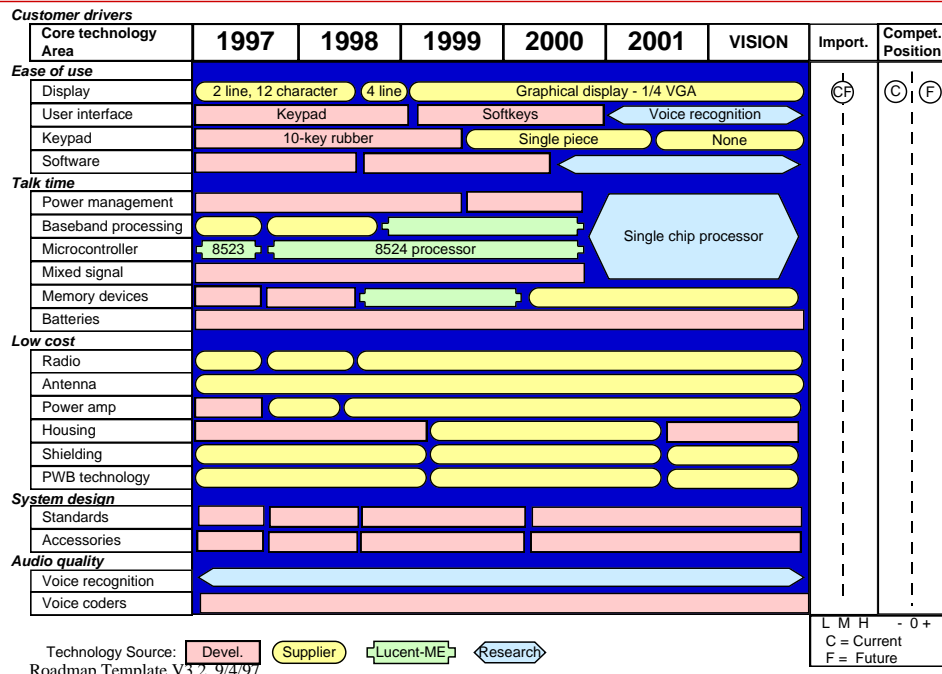 Customer drivers
Core technology Area 1997 1998 1999 2000 2001 VISION Import. Compet. Position
Ease of use
Display 2 line, 12 character 4 line Graphical display - 1/4 VGA CF C F
User interface Keypad Softkeys Voice recognition
Keypad 10-key rubber Single piece None
Software
Talk time
Power management
Baseband processing
Single chip processor
Microcontroller 8523 8524 processor
Mixed signal
Memory devices
Batteries
Low cost
Radio
Antenna
Power amp
Housing
Shielding
PWB technology
System design
Standards
Accessories
Audio quality
Voice recognition
Voice coders
L M H - 0 +
C = Current
F = Future
Technology Source: Devel. Supplier Lucent-ME Research
Roadmap Template V3.2 9/4/97